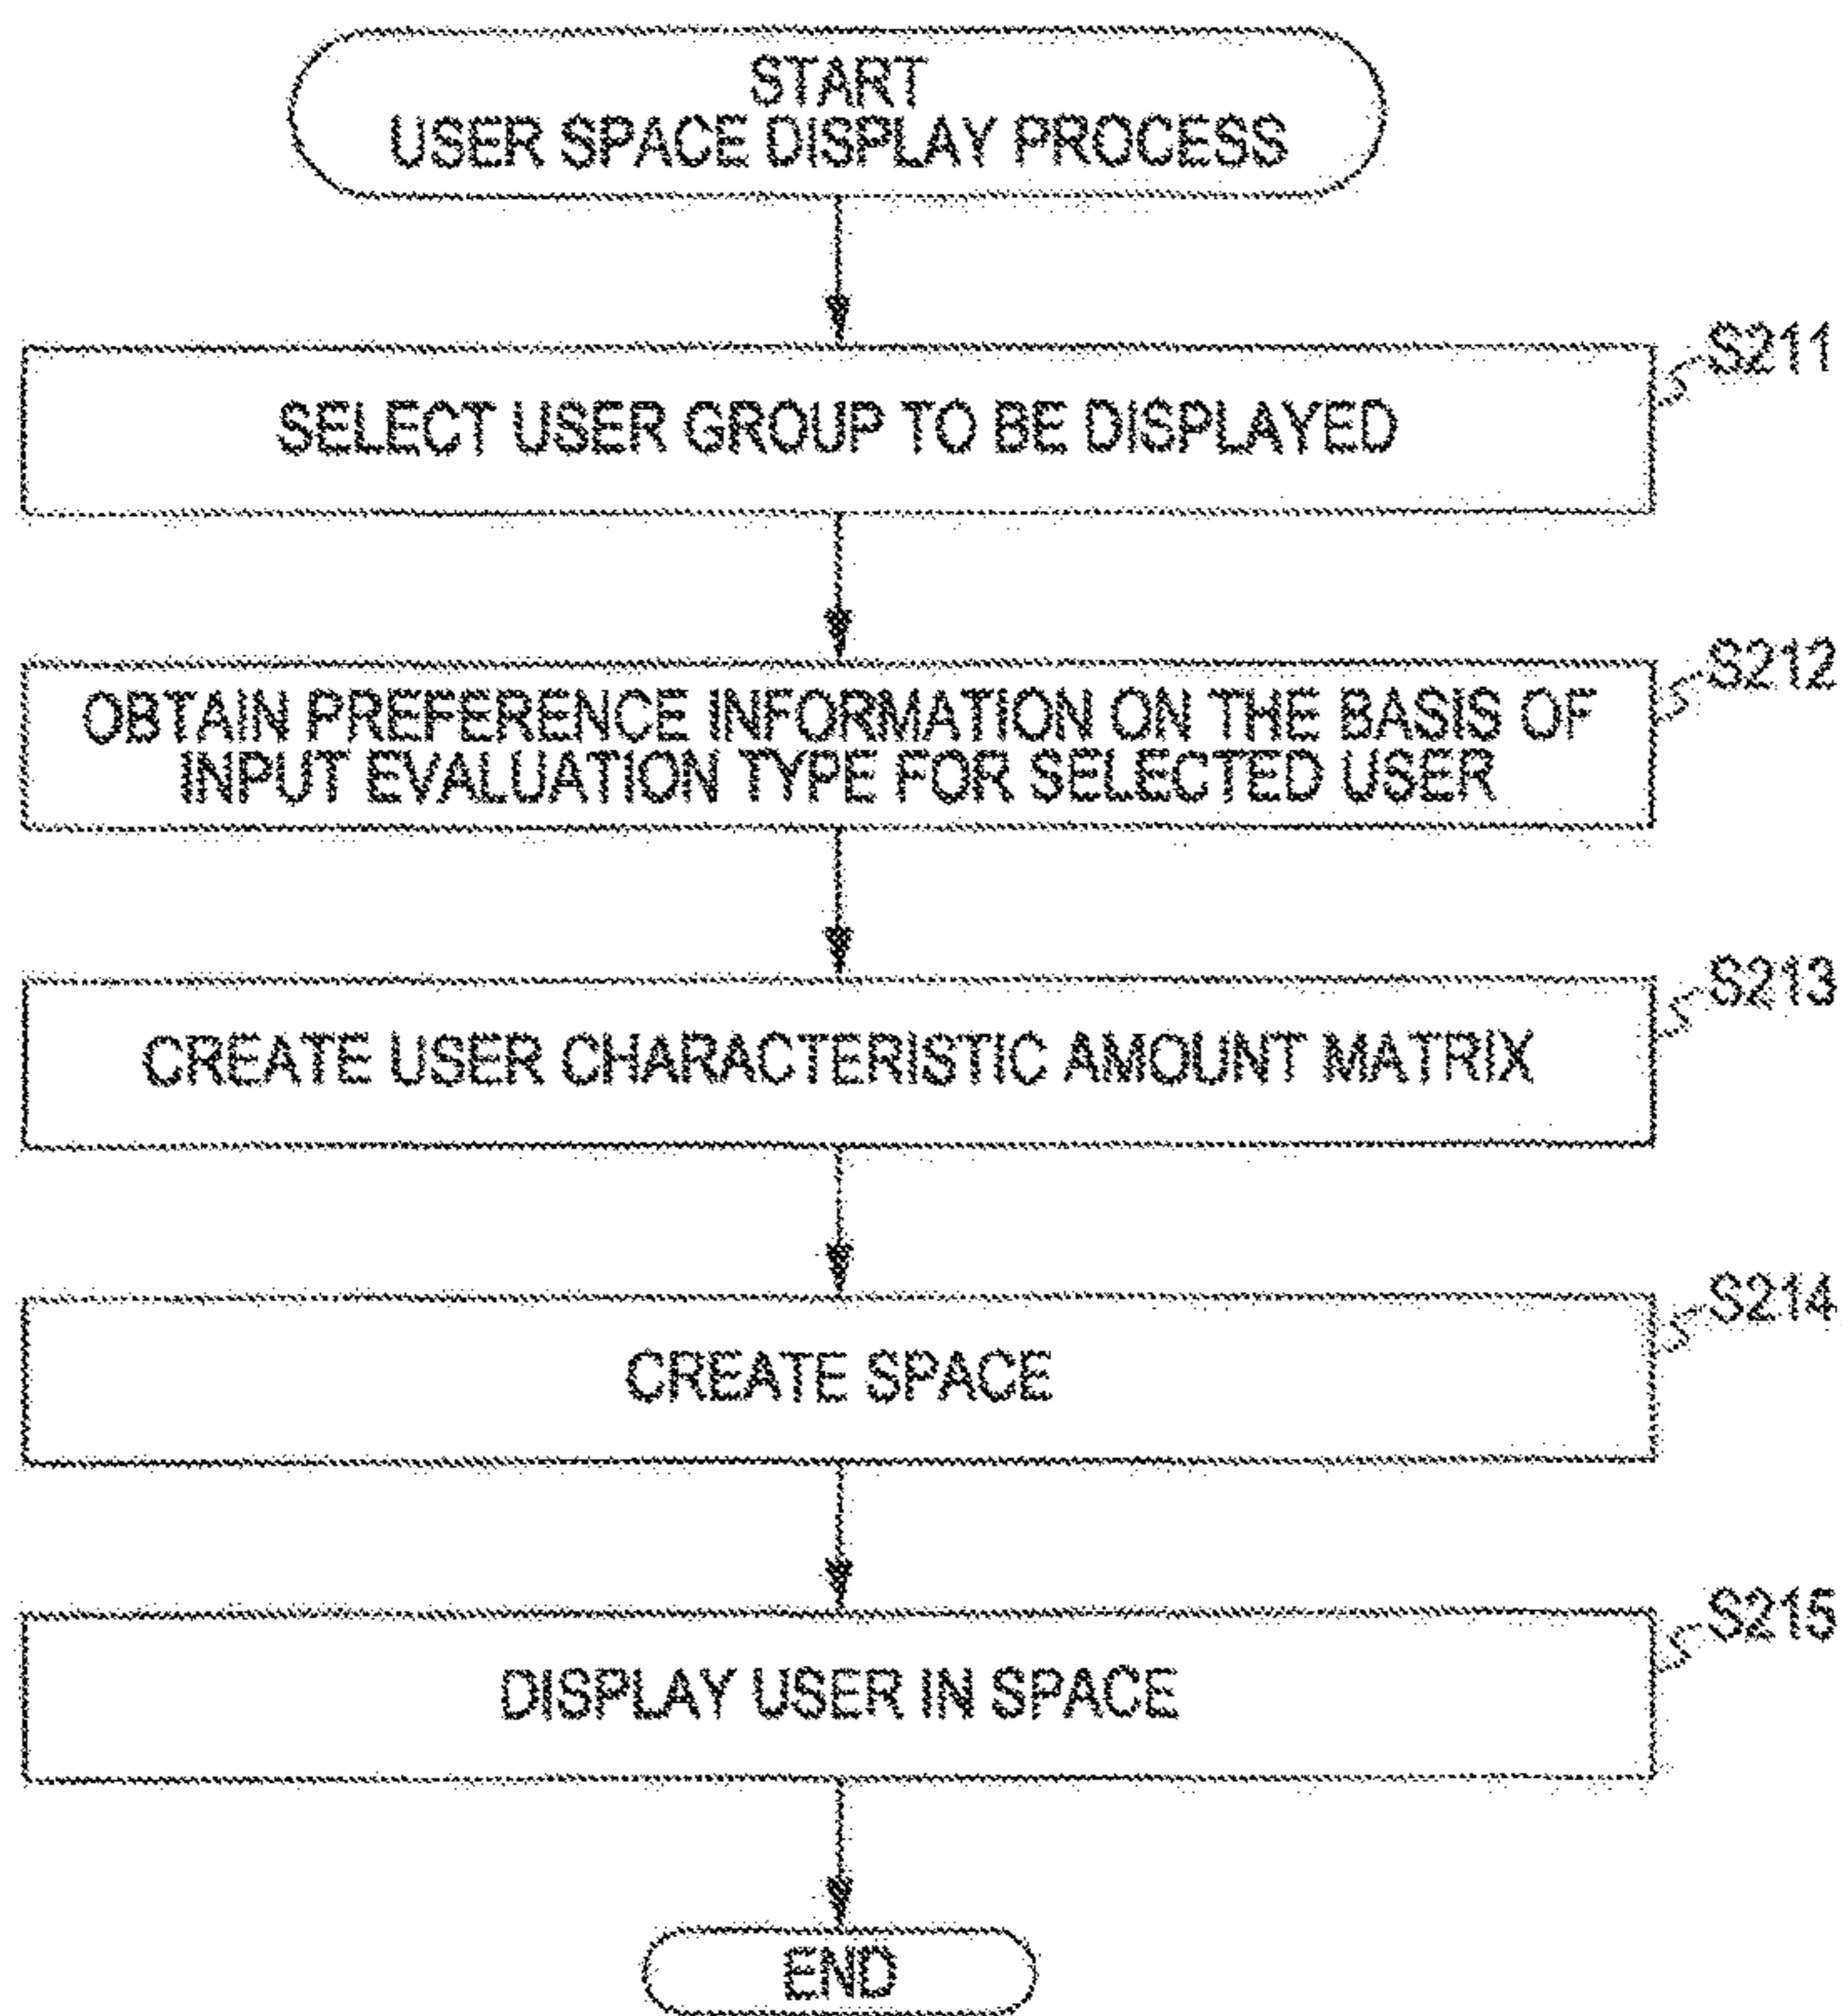 START
USER SPACE DISPLAY PROCESS
S211
SELECT USER GROUP TO BE DISPLAYED
S212
OBTAIN PREFERENCE INFORMATION ON THE BASIS OF
INPUT EVALUATION TYPE FOR SELECTED USER
S213
CREATE USER CHARACTERISTIC AMOUNT MATRIX
S214
CREATE SPACE
S215
DISPLAY USER IN SPACE
END